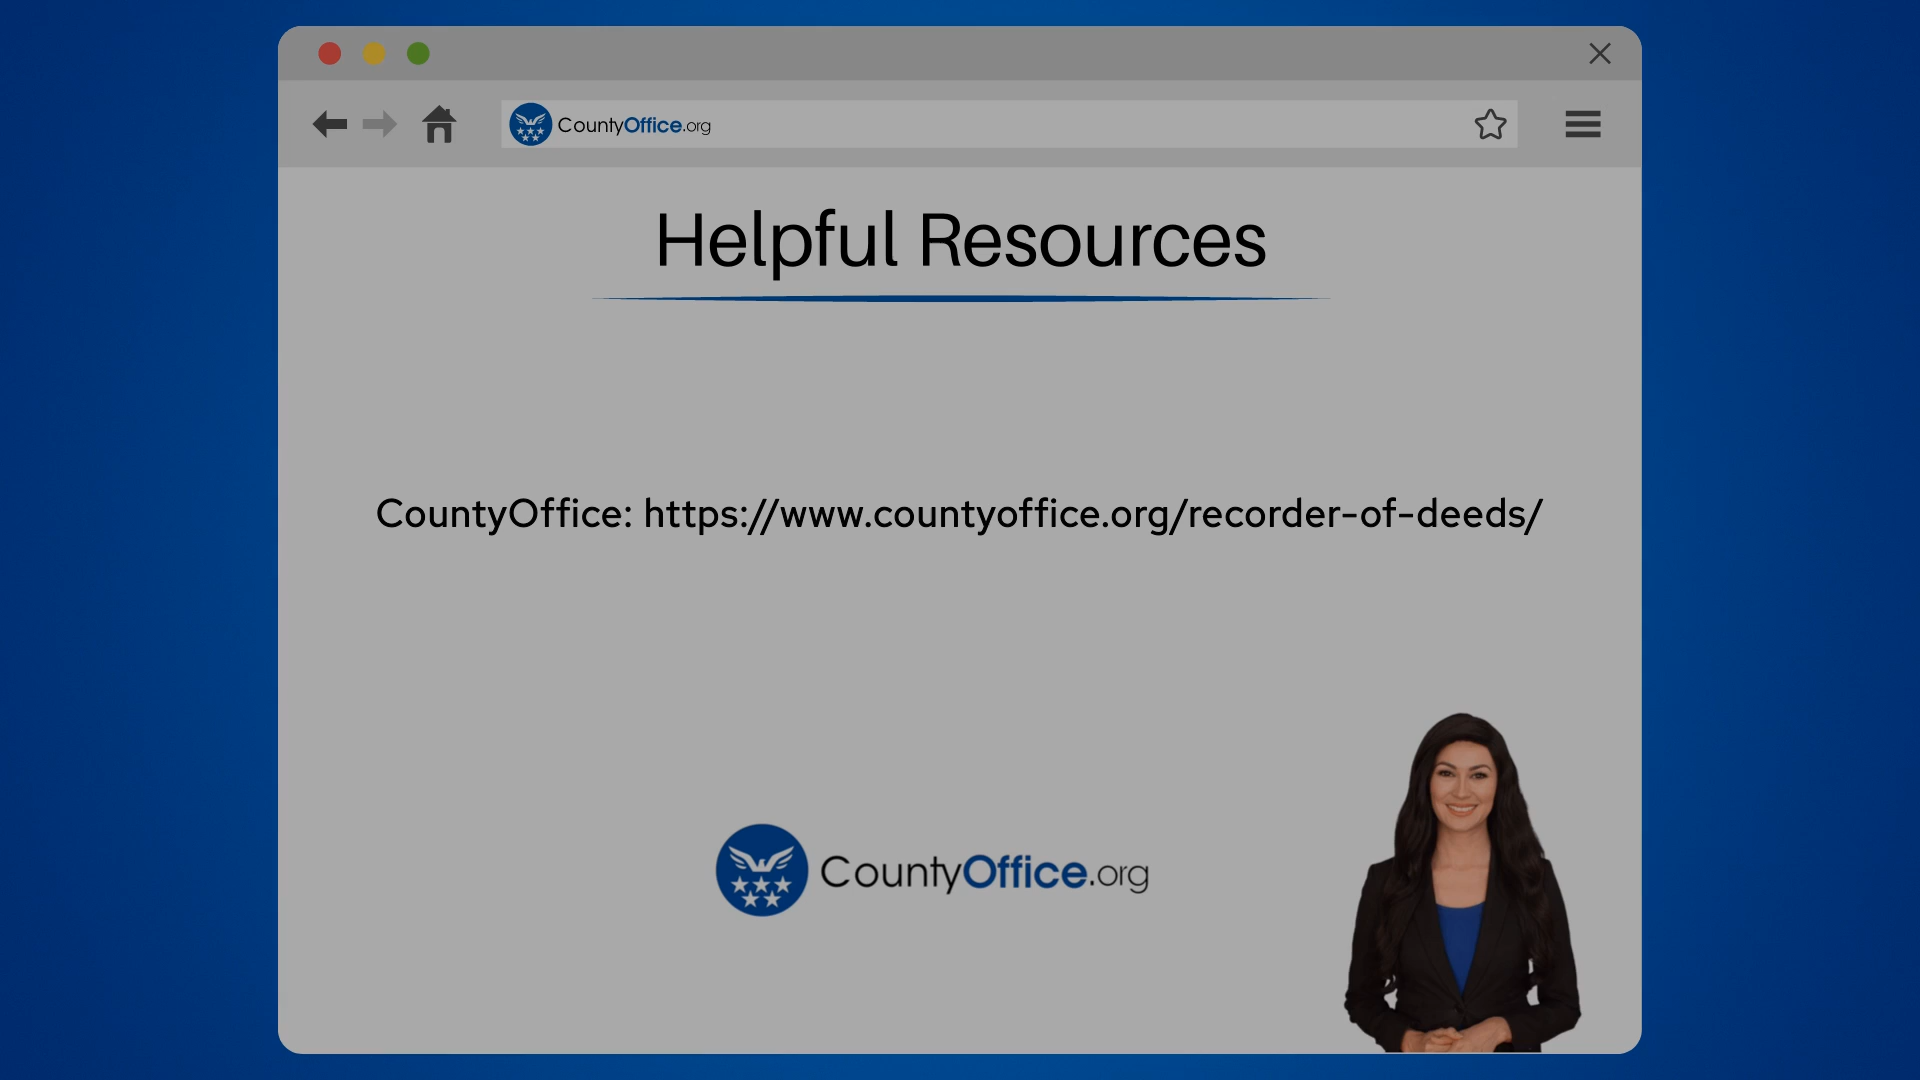 CountyOffice.org
Helpful Resources
CountyOffice: https://www.countyoffice.org/recorder-of-deeds/
CountyOffice.org